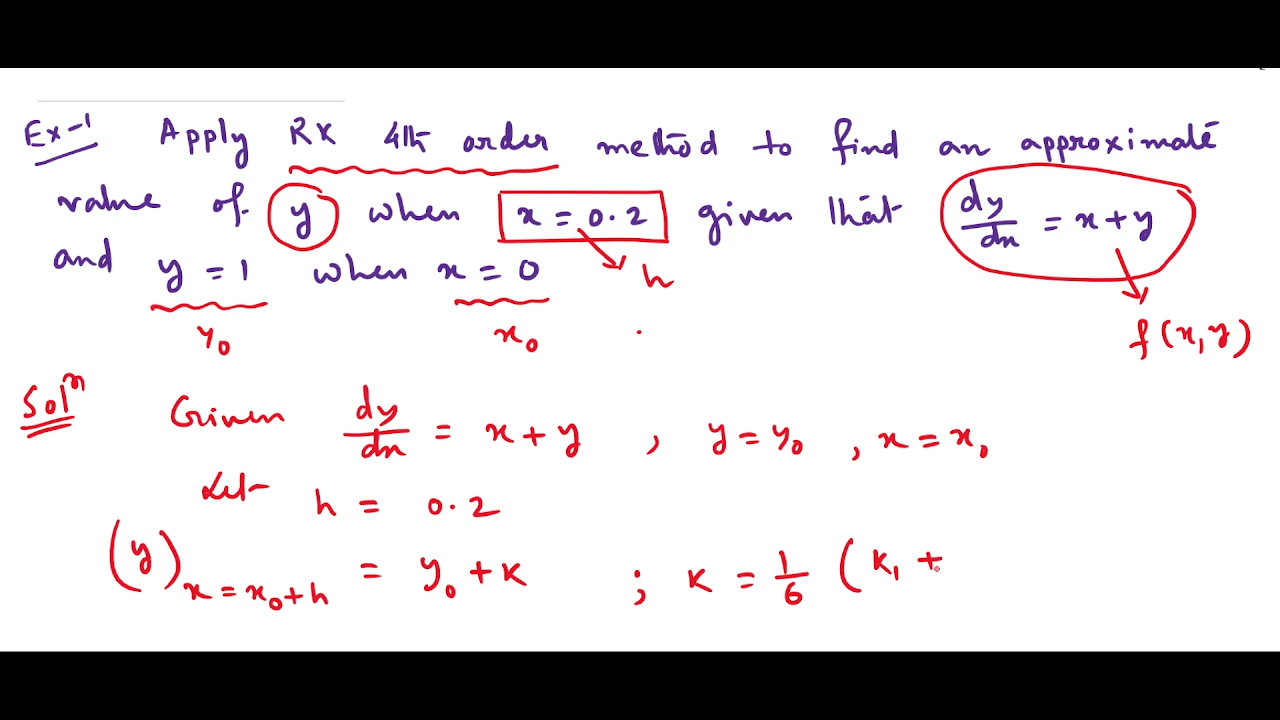 Ex-1 Apply RK 4th order method to find an approximate
value of y when x = 0.2 given that dy/dx = x+y
and y = 1 when x = 0 h
y₀ x₀ f(x, y)
Solⁿ Given dy/dx = x + y , y = y₀ , x = x₀
Let h = 0.2
(y)ₓ₌ₓ₀₊ₕ = y₀ + K ; K = 1/6 ( K₁ +